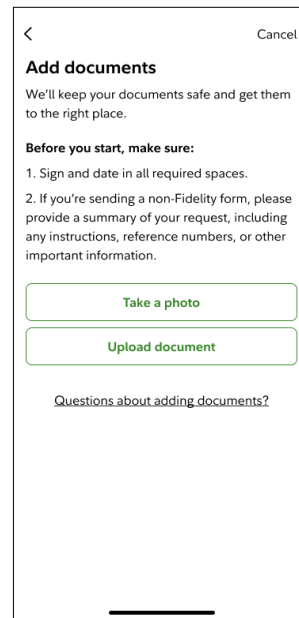 Cancel
Add documents
We'll keep your documents safe and get them
to the right place.
Before you start, make sure:
1. Sign and date in all required spaces.
2. If you're sending a non-Fidelity form, please
provide a summary of your request, including
any instructions, reference numbers, or other
important information.
Take a photo
Upload document
Questions about adding documents?